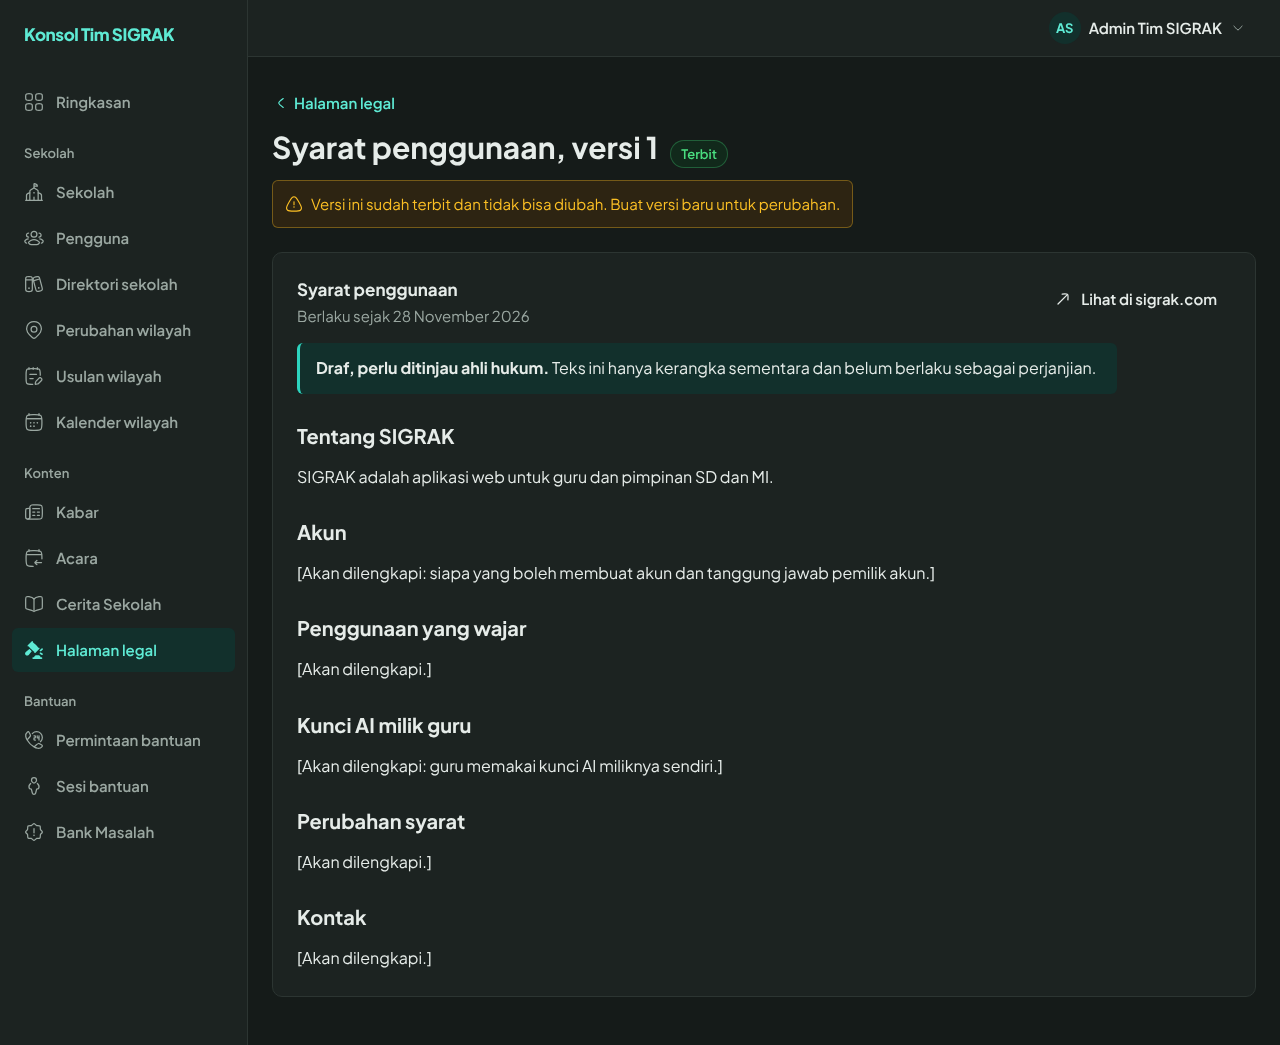 Konsol Tim SIGRAK
AS Admin Tim SIGRAK
Ringkasan
Sekolah
Sekolah
Pengguna
Direktori sekolah
Perubahan wilayah
Usulan wilayah
Kalender wilayah
Konten
Kabar
Acara
Cerita Sekolah
Halaman legal
Bantuan
Permintaan bantuan
Sesi bantuan
Bank Masalah
Halaman legal
Syarat penggunaan, versi 1 Terbit
Versi ini sudah terbit dan tidak bisa diubah. Buat versi baru untuk perubahan.
Syarat penggunaan
Berlaku sejak 28 November 2026
Lihat di sigrak.com
Draf, perlu ditinjau ahli hukum. Teks ini hanya kerangka sementara dan belum berlaku sebagai perjanjian.
Tentang SIGRAK
SIGRAK adalah aplikasi web untuk guru dan pimpinan SD dan MI.
Akun
[Akan dilengkapi: siapa yang boleh membuat akun dan tanggung jawab pemilik akun.]
Penggunaan yang wajar
[Akan dilengkapi.]
Kunci AI milik guru
[Akan dilengkapi: guru memakai kunci AI miliknya sendiri.]
Perubahan syarat
[Akan dilengkapi.]
Kontak
[Akan dilengkapi.]